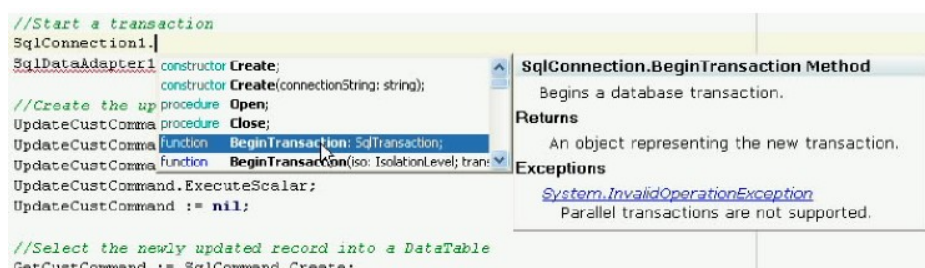 //Start a transaction
SqlConnection1.
SqlDataAdapter1
constructor Create;
constructor Create(connectionString: string);
//Create the up
procedure Open;
UpdateCustComma
procedure Close;
UpdateCustComma
function BeginTransaction: SqlTransaction;
UpdateCustComma
function BeginTransaction(iso: IsolationLevel; trans
UpdateCustCommand.ExecuteScalar;
UpdateCustCommand := nil;
//Select the newly updated record into a DataTable
GetCustCommand := SqlCommand.Create;
SqlConnection.BeginTransaction Method
Begins a database transaction.
Returns
An object representing the new transaction.
Exceptions
System.InvalidOperationException
Parallel transactions are not supported.